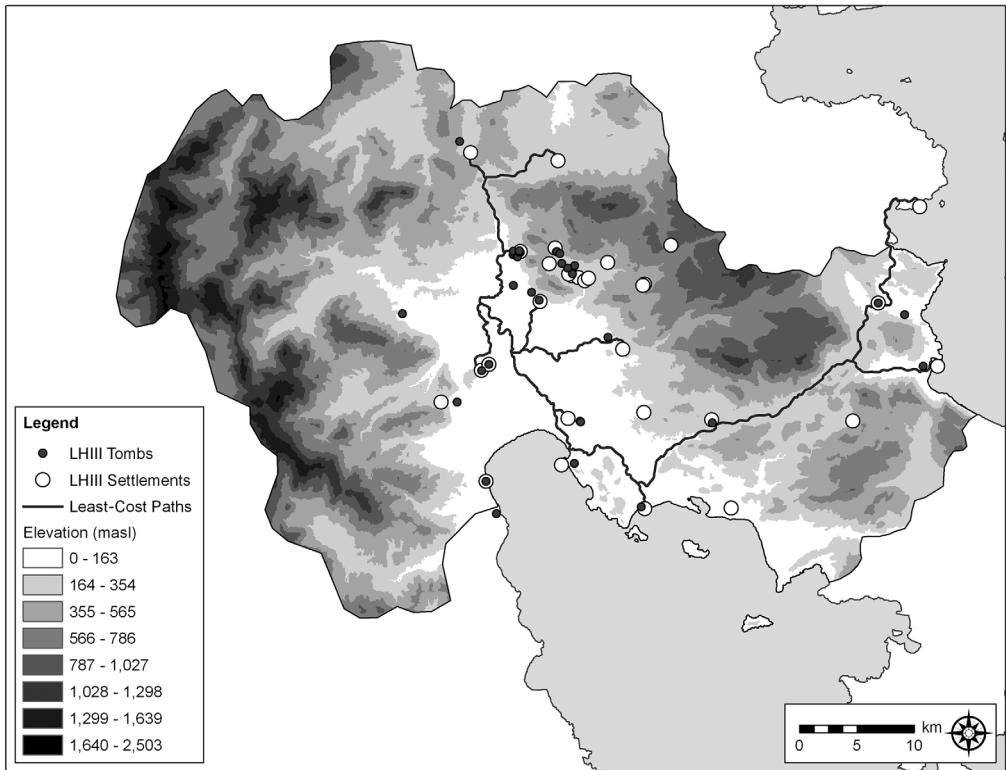 Legend
LHIII Tombs
LHIII Settlements
Least-Cost Paths
Elevation (masl)
0 - 163
164 - 354
355 - 565
566 - 786
787 - 1,027
1,028 - 1,298
1,299 - 1,639
1,640 - 2,503
km
0 5 10